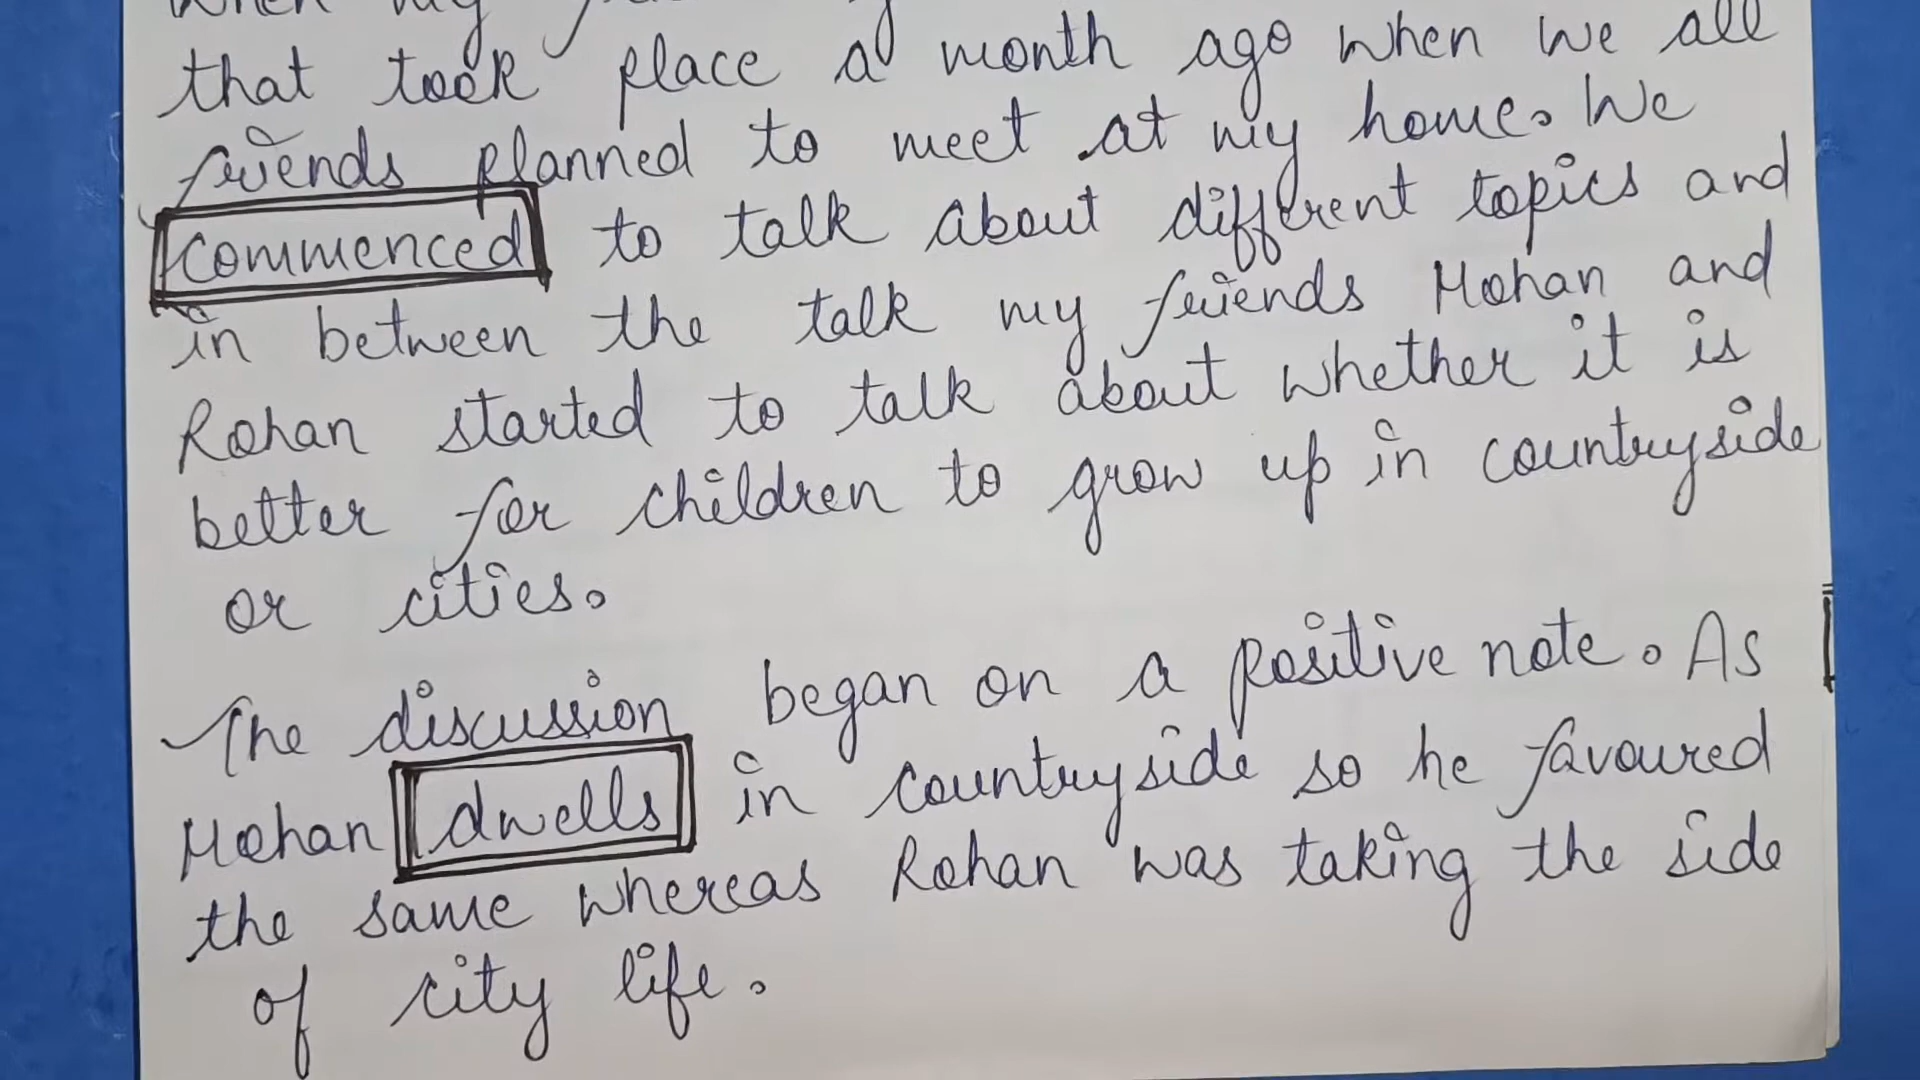 when my
that took place a month ago when we all
friends planned to meet at my home. We
commenced to talk about different topics and
in between the talk my friends Mohan and
Rohan started to talk about whether it is
better for children to grow up in countryside
or cities.
The discussion began on a positive note. As
Mohan dwells in countryside so he favoured
the same whereas Rohan was taking the side
of city life.